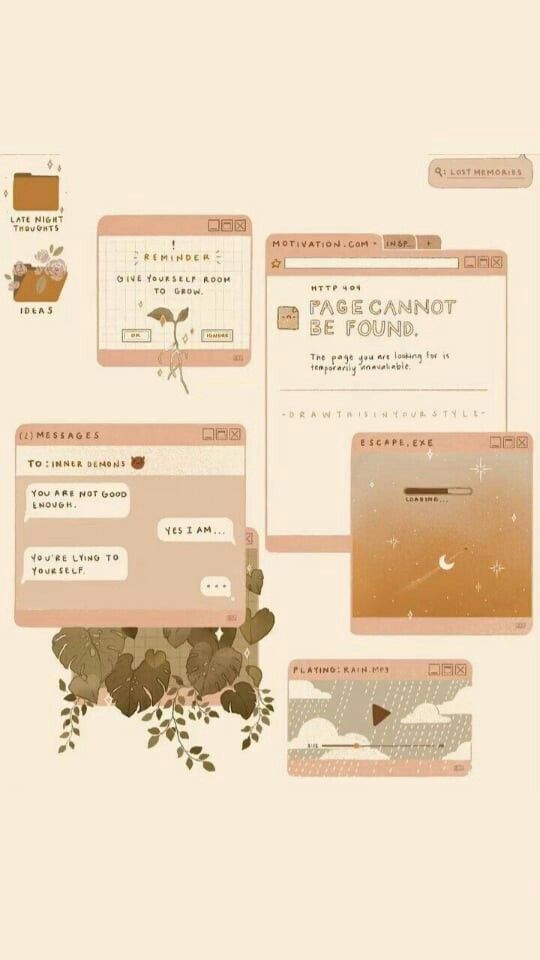 LOST MEMORIES
LATE NIGHT
THOUGHTS
IDEAS
!
REMINDER
GIVE YOURSELF ROOM
TO GROW.
OK
IGNORE
MOTIVATION.COM
INSP..
+
HTTP 404
PAGE CANNOT
BE FOUND.
The page you are looking for is
temporarily unavailable.
-DRAWTHISINYOURSTYLE-
(2) MESSAGES
TO: INNER DEMONS
YOU ARE NOT GOOD
ENOUGH.
YES I AM...
YOU'RE LYING TO
YOURSELF.
...
ESCAPE.EXE
LOADING...
PLAYING: RAIN.MP3